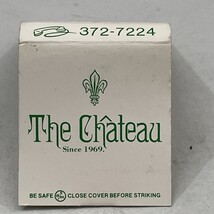 372-7224
The Château
Since 1969.
BE SAFE CLOSE COVER BEFORE STRIKING